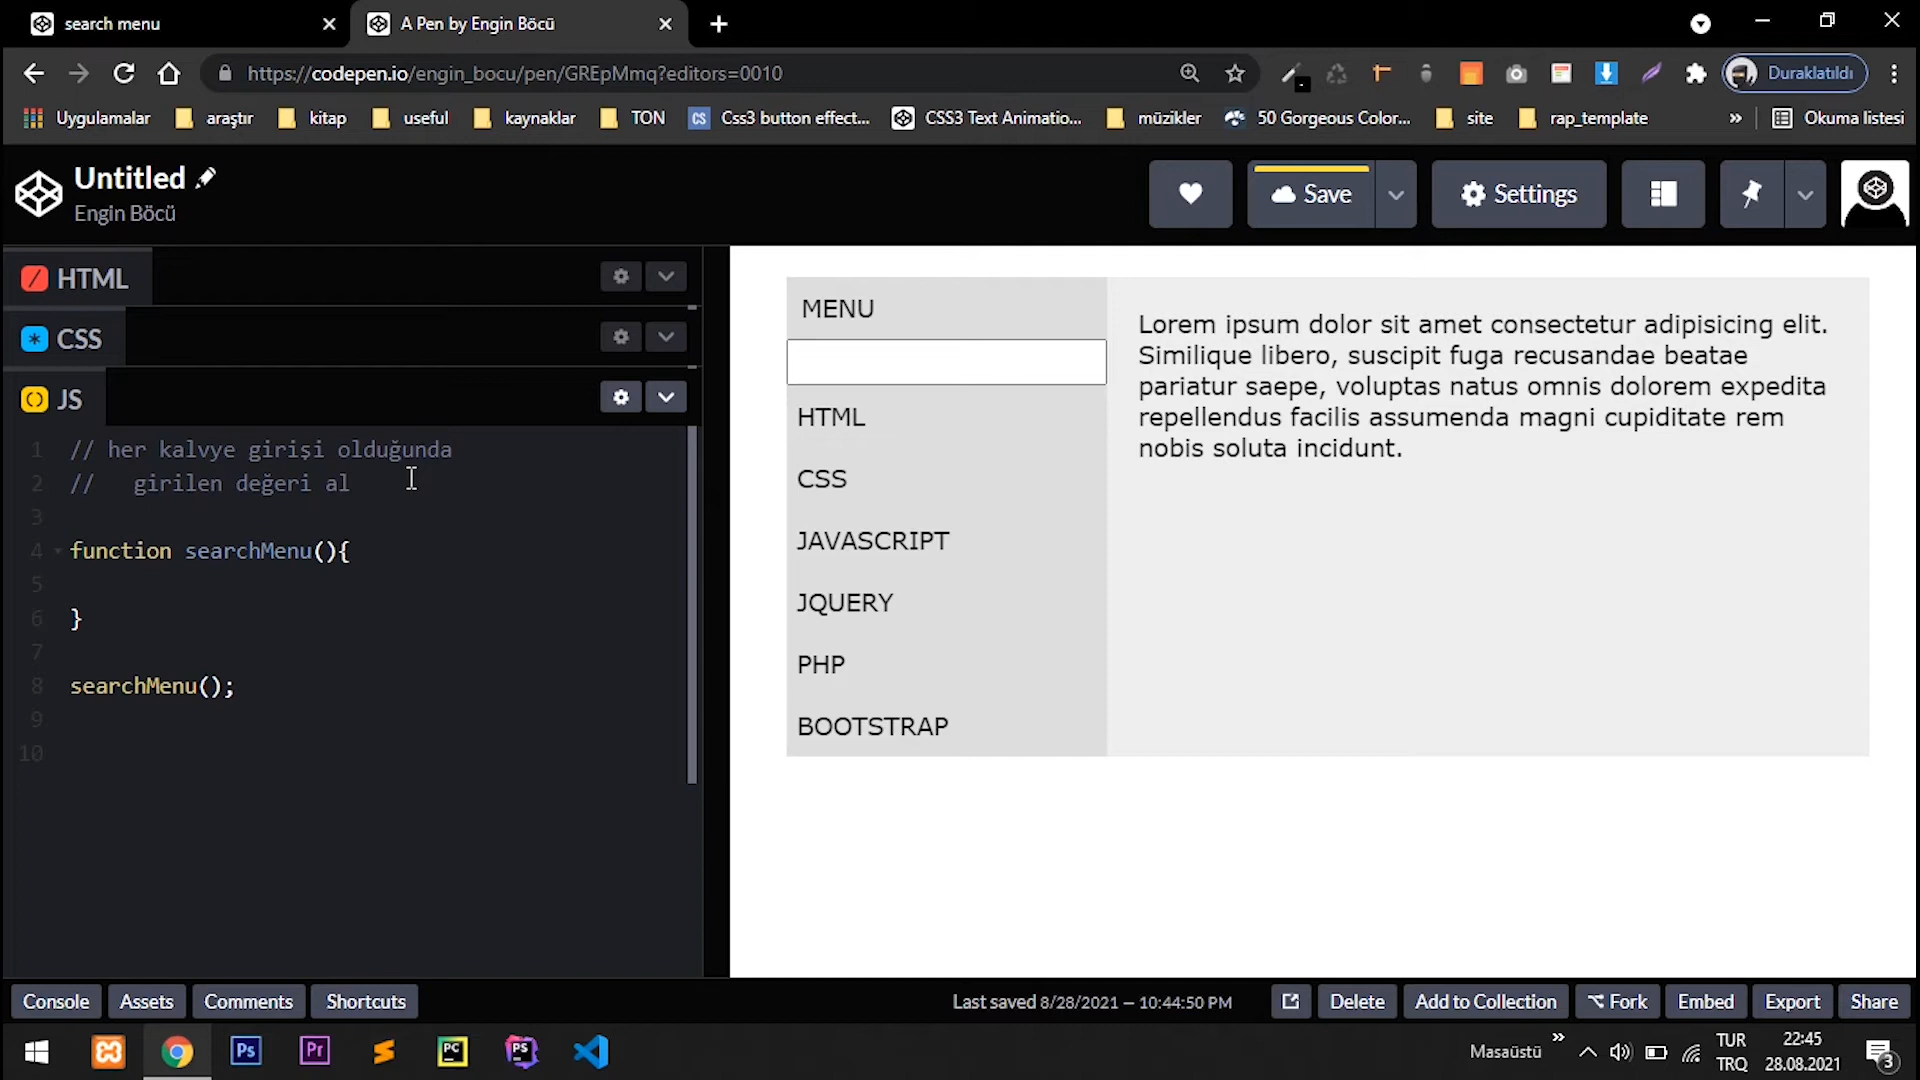 search menu
A Pen by Engin Böcü
https://codepen.io/engin_bocu/pen/GREpMmq?editors=0010
Duraklatıldı
Uygulamalar araştır kitap useful kaynaklar TON CS Css3 button effect... CSS3 Text Animatio... müzikler 50 Gorgeous Color... site rap_template » Okuma listesi
Untitled
Engin Böcü
Save
Settings
HTML
CSS
JS
1 // her kalvye girişi olduğunda
2 // girilen değeri al
3
4 function searchMenu(){
5
6 }
7
8 searchMenu();
9
10
MENU
HTML
CSS
JAVASCRIPT
JQUERY
PHP
BOOTSTRAP
Lorem ipsum dolor sit amet consectetur adipisicing elit.
Similique libero, suscipit fuga recusandae beatae
pariatur saepe, voluptas natus omnis dolorem expedita
repellendus facilis assumenda magni cupiditate rem
nobis soluta incidunt.
Console Assets Comments Shortcuts Last saved 8/28/2021 — 10:44:50 PM Delete Add to Collection Fork Embed Export Share
Ps Pr PC PS
Masaüstü »
TUR
TRQ
22:45
28.08.2021
3